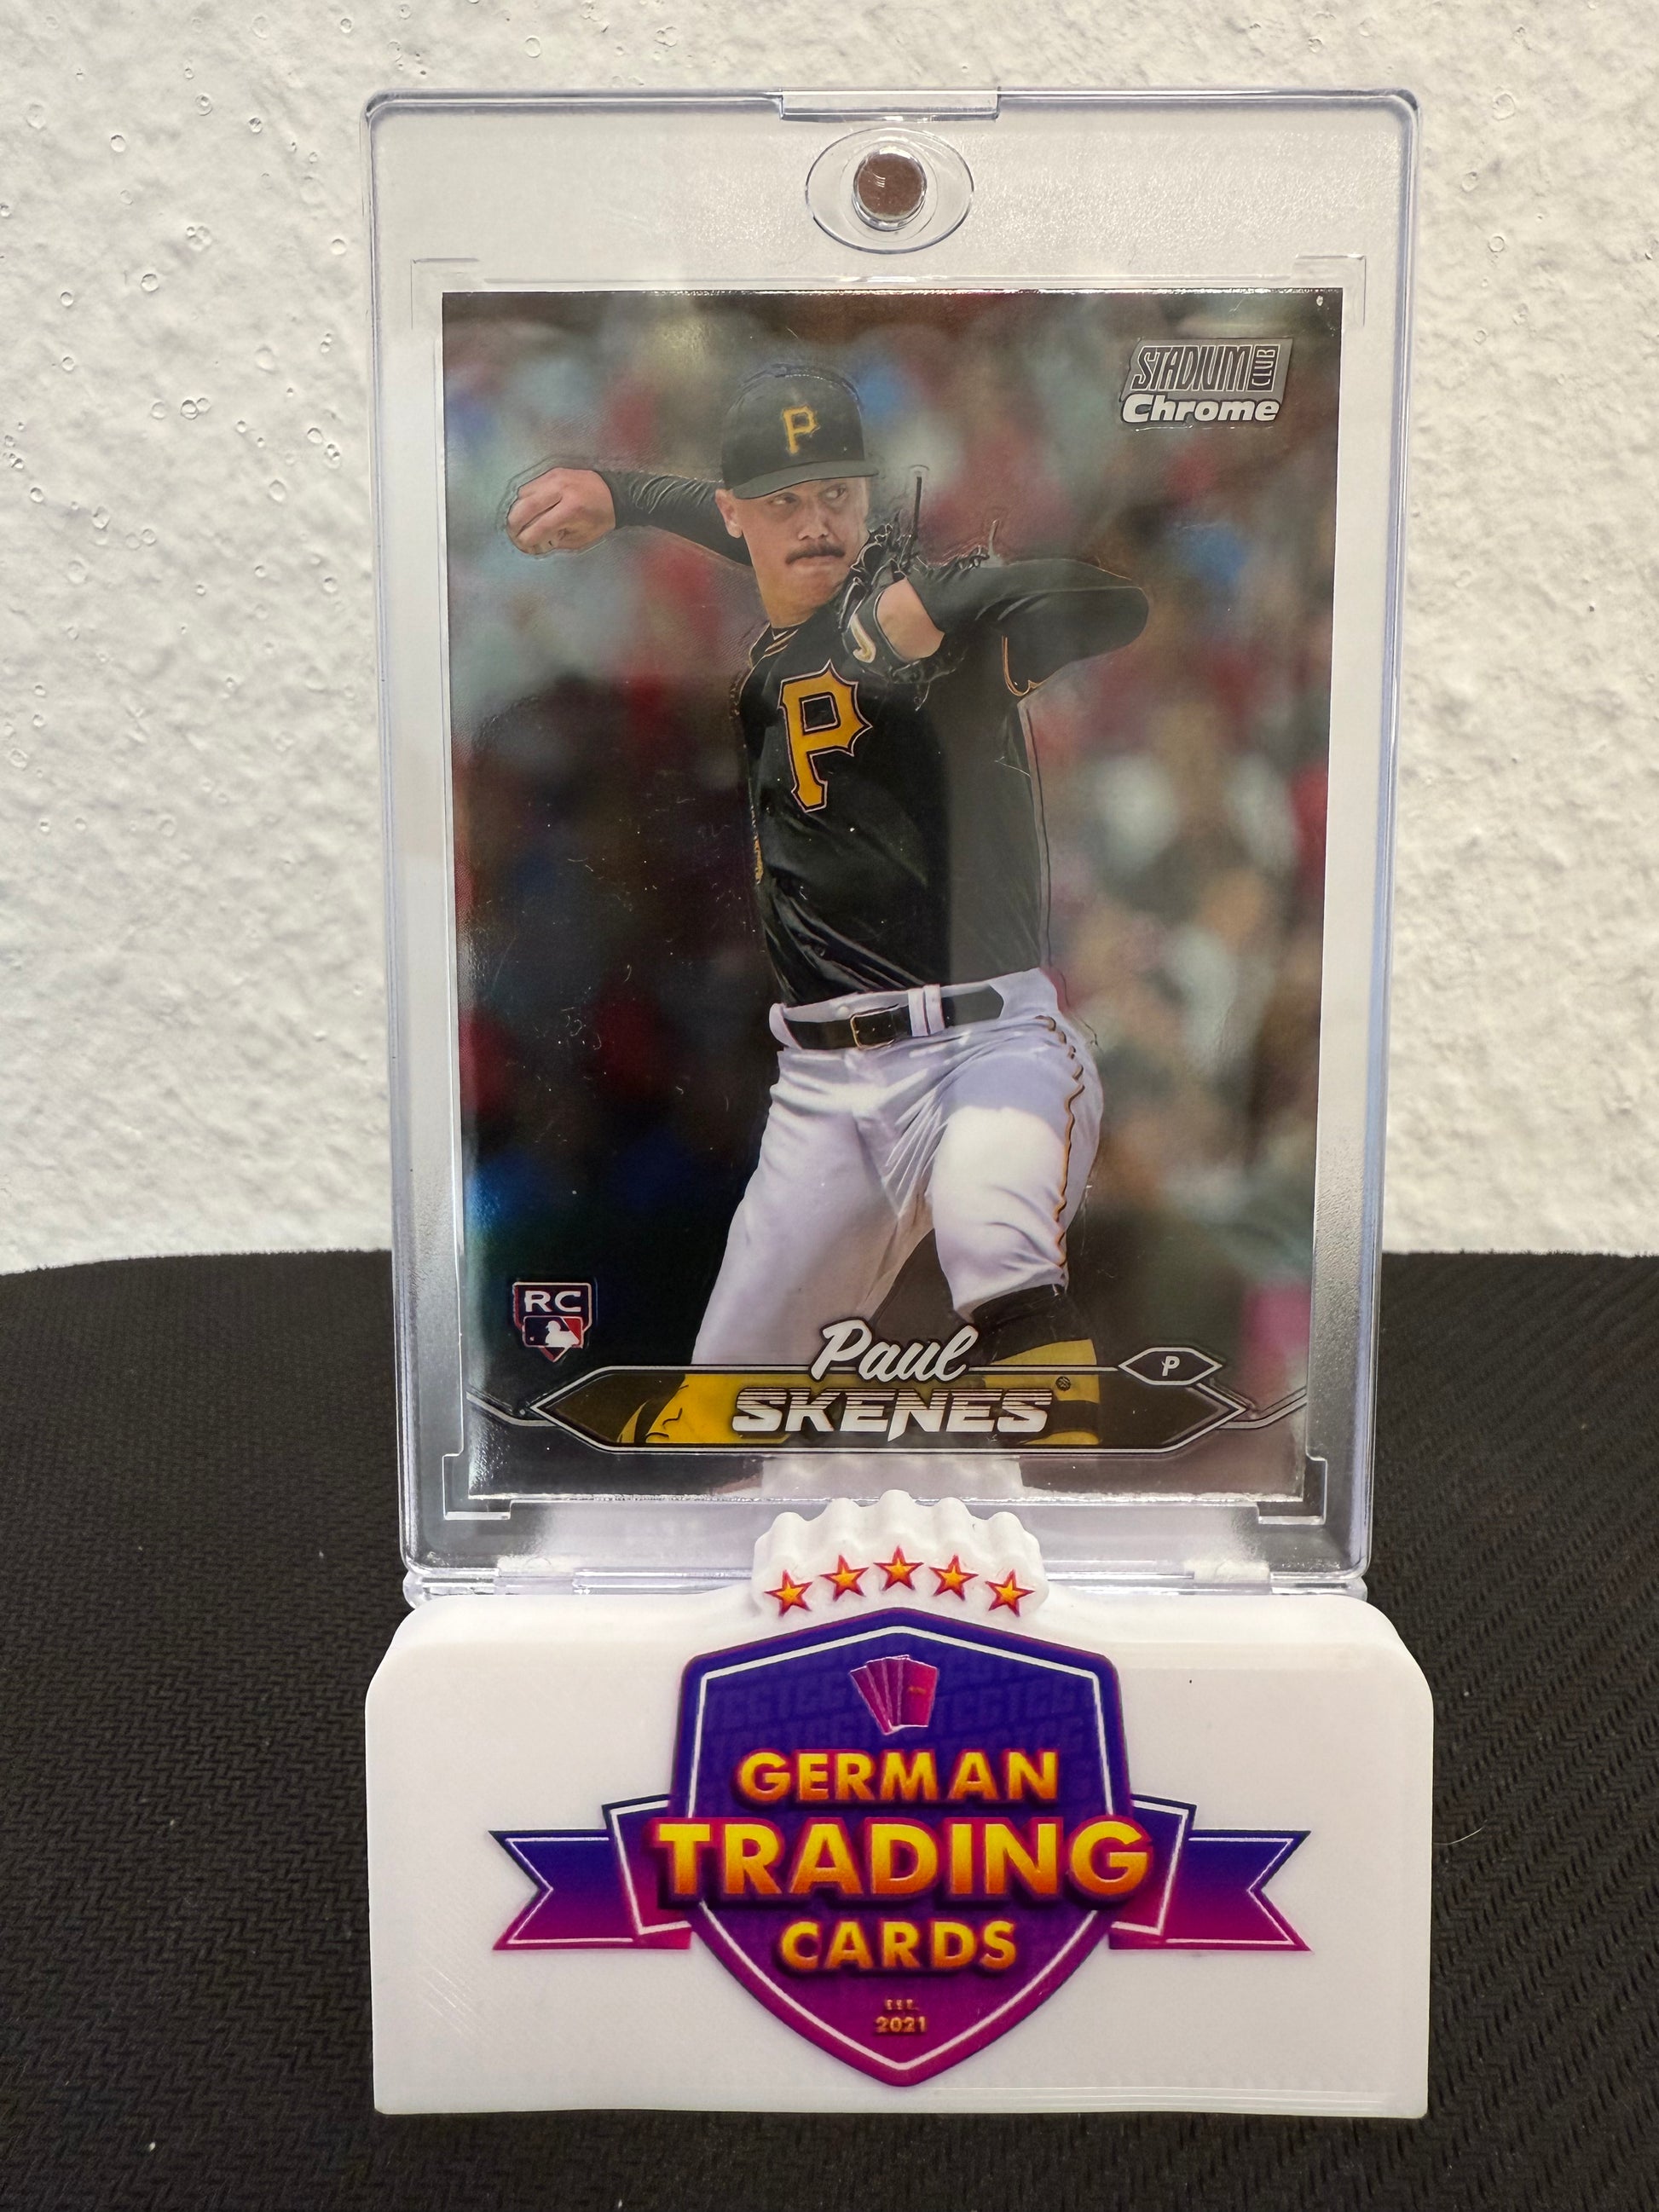 P
STADIUM CLUB
Chrome
P
RC
Paul
P
SKENES
GERMAN
TRADING
CARDS
EST.
2021